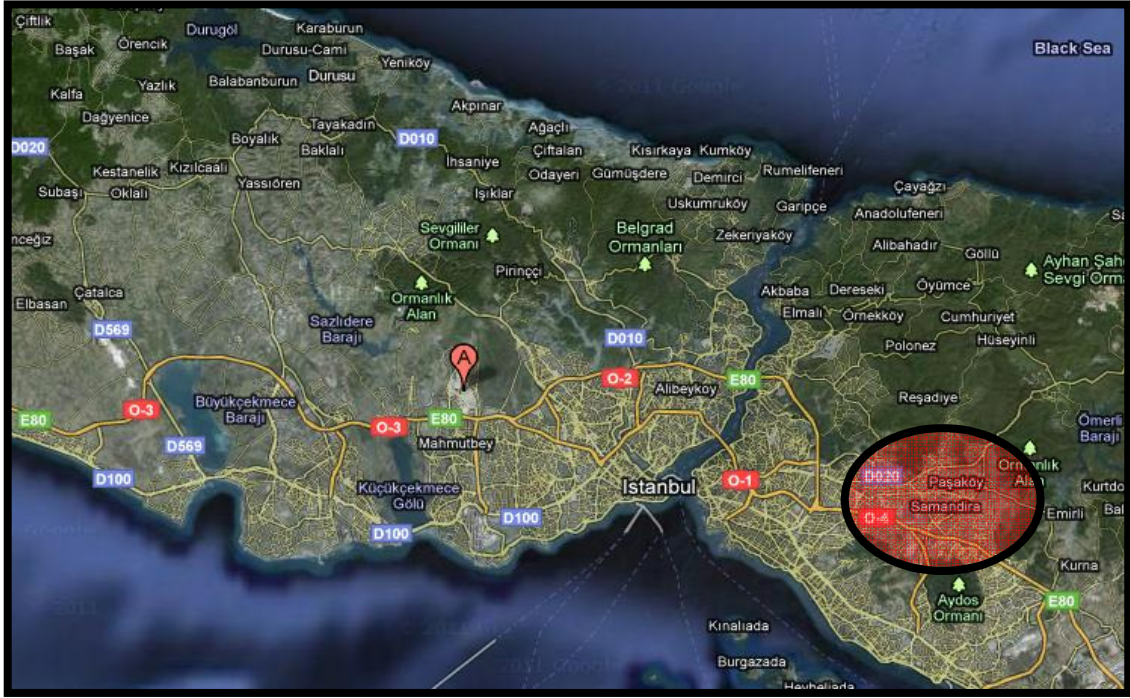 Çiftlik
Durugöl
Karaburun
Başak
Örencik
Durusu-Cami
Yeniköy
Black Sea
Yazlık
Balabanburun
Durusu
Kalfa
Akpınar
Dağyenice
Tayakadın
Ağaçlı
D020
Boyalık
Baklalı
D010
İhsaniye
Çiftalan
Kısırkaya
Kumköy
Kestanelik
Kızılcaali
Odayeri
Gümüşdere
Demirci
Rumelifeneri
Subaşı
Oklalı
Yassıören
Işıklar
Çayağzı
Uskumruköy
Garipçe
Anadolufeneri
Sevgililer
Ormanı
Belgrad
Ormanları
Zekeriyaköy
Alibahadır
Göllü
Pirinççi
Ayhan Şahe
Sevgi Orma
Elbasan
Çatalca
Ormanlık
Alan
Akbaba
Dereseki
Öyümce
Sazlıdere
Barajı
Elmalı
Örnekköy
Cumhuriyet
D569
D010
Polonez
Hüseyinli
A
O-2
E80
Alibeyköy
Reşadiye
Büyükçekmece
Barajı
O-3
E80
O-3
E80
Ömerli
Barajı
D569
Mahmutbey
D100
Küçükçekmece
Gölü
Istanbul
O-1
D020
Ormanlık
Alan
Paşaköy
Kurtdo
D100
D100
O-4
Samandıra
Emirli
Kurna
Aydos
Ormanı
E80
Kınalıada
Burgazada
Heybeliada